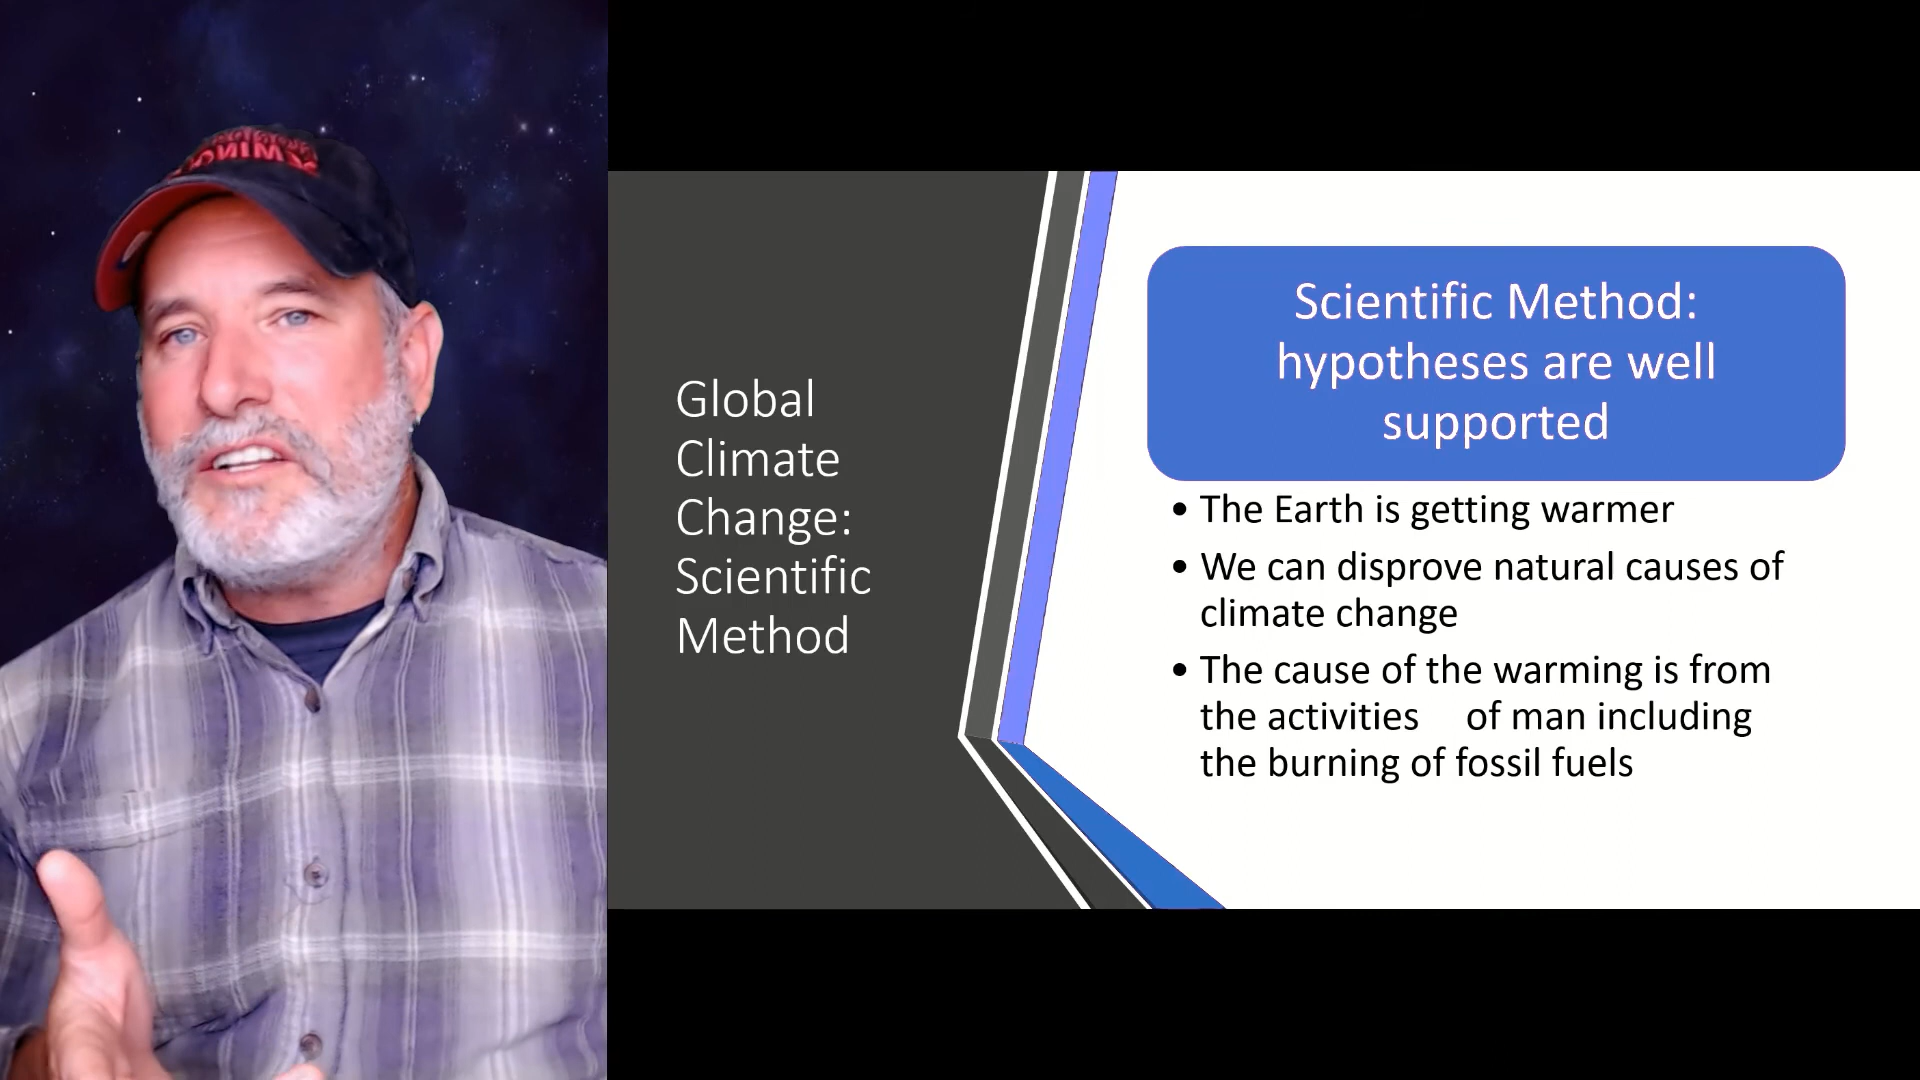 Global
Climate
Change:
Scientific
Method
Scientific Method:
hypotheses are well
supported
• The Earth is getting warmer
• We can disprove natural causes of
climate change
• The cause of the warming is from
the activities of man including
the burning of fossil fuels